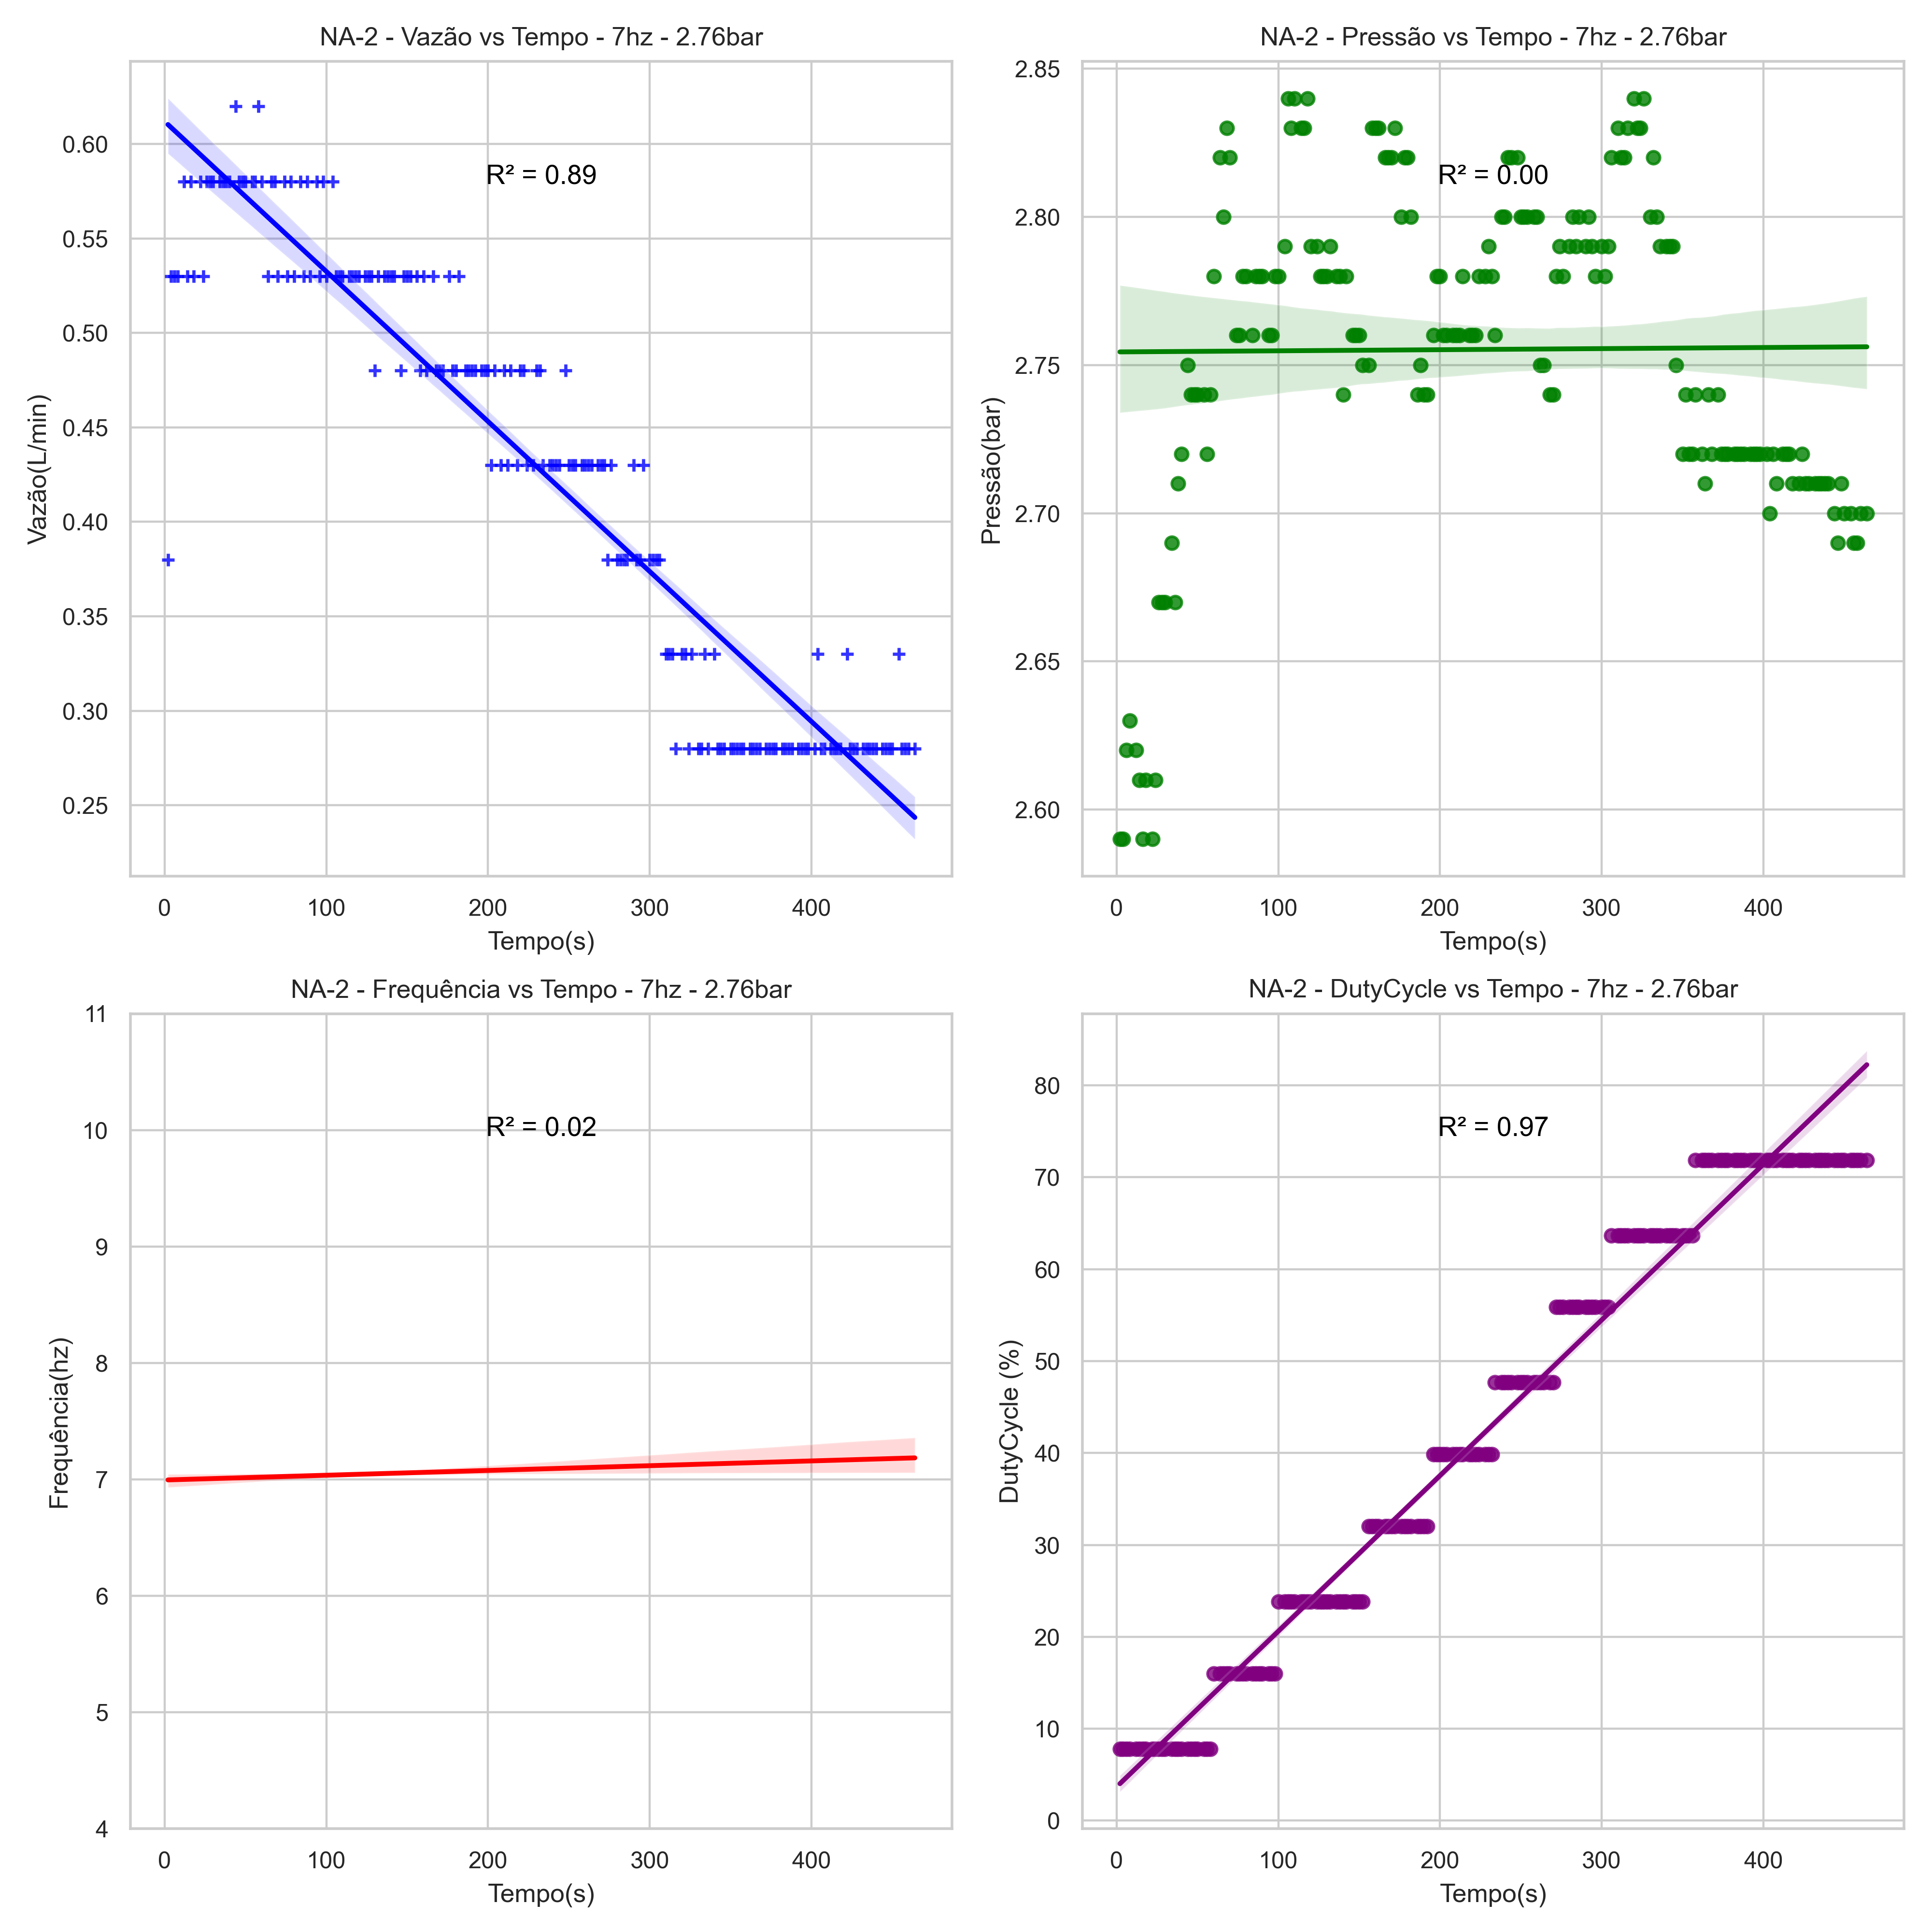 NA-2 - Vazão vs Tempo - 7hz - 2.76bar
R² = 0.89
Vazão(L/min)
0.60
0.55
0.50
0.45
0.40
0.35
0.30
0.25
0 100 200 300 400
Tempo(s)
NA-2 - Pressão vs Tempo - 7hz - 2.76bar
R² = 0.00
Pressão(bar)
2.85
2.80
2.75
2.70
2.65
2.60
0 100 200 300 400
Tempo(s)
NA-2 - Frequência vs Tempo - 7hz - 2.76bar
R² = 0.02
Frequência(hz)
11
10
9
8
7
6
5
4
0 100 200 300 400
Tempo(s)
NA-2 - DutyCycle vs Tempo - 7hz - 2.76bar
R² = 0.97
DutyCycle (%)
80
70
60
50
40
30
20
10
0
0 100 200 300 400
Tempo(s)